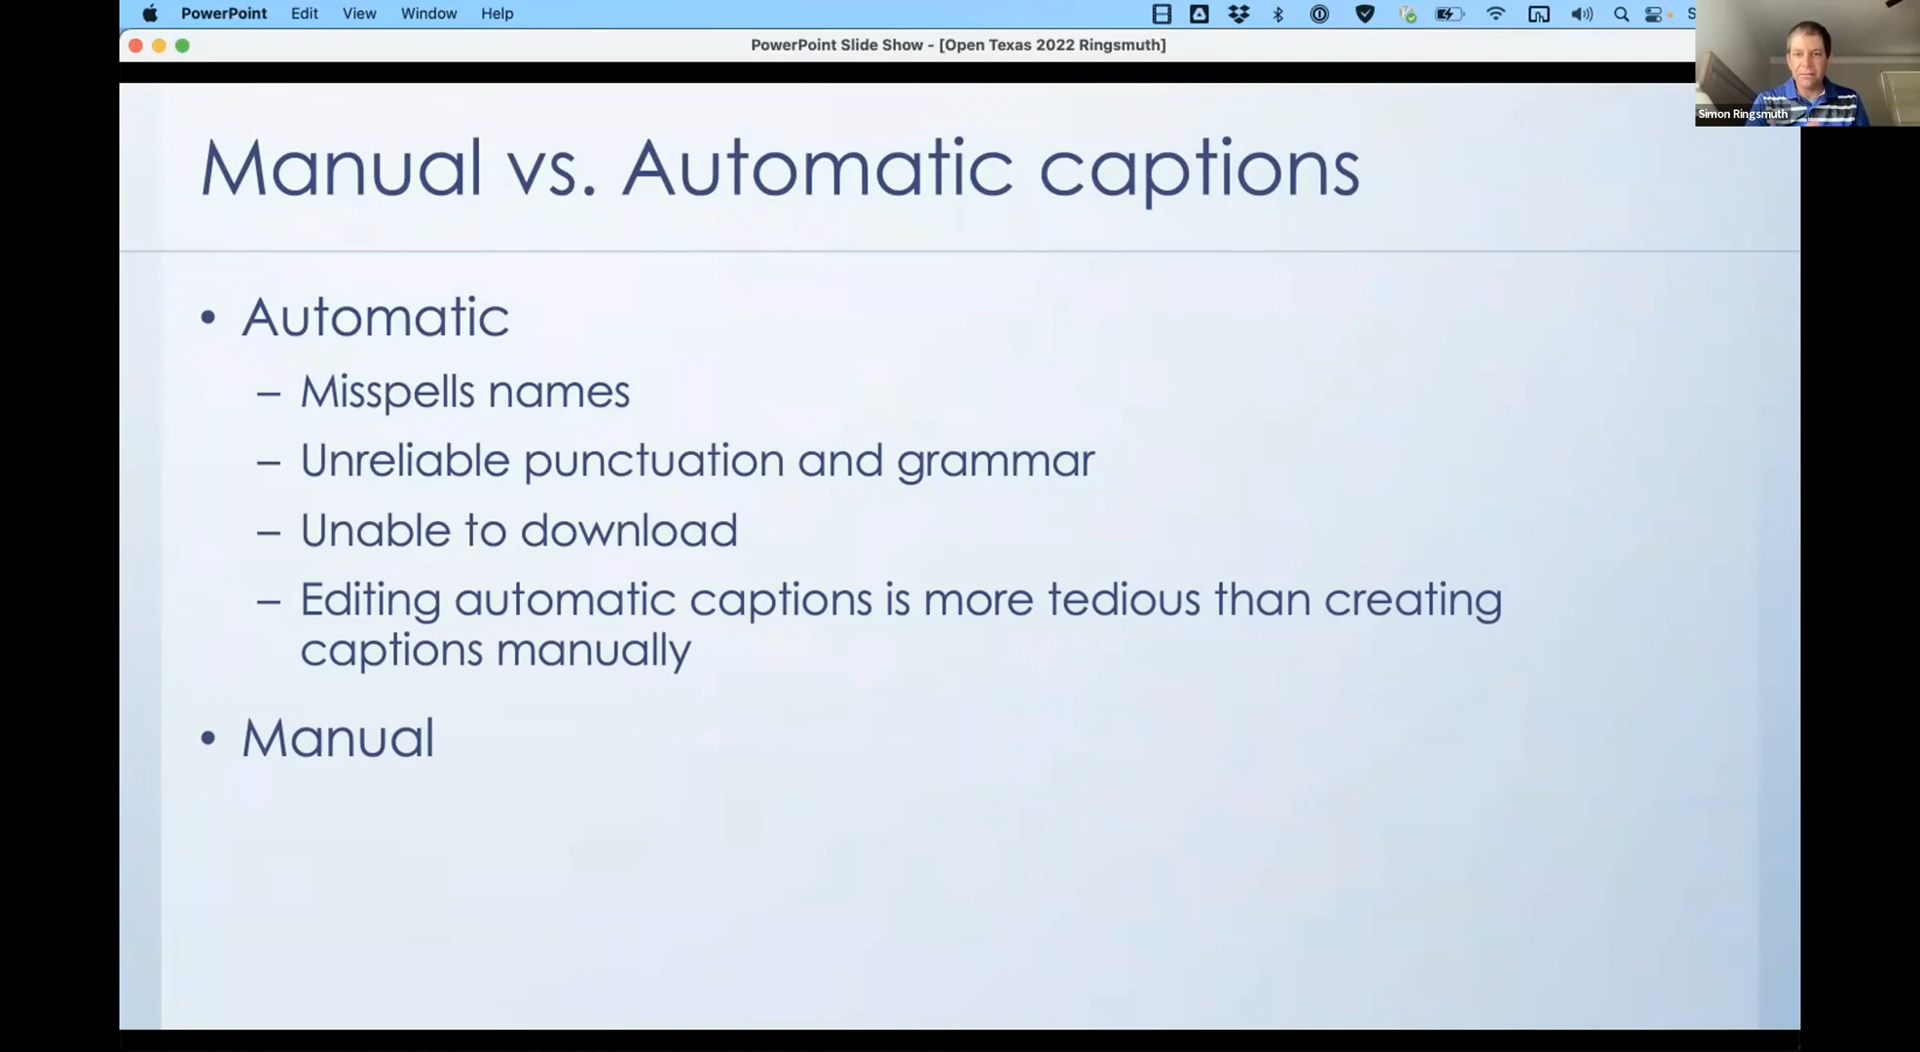 PowerPoint Edit View Window Help
PowerPoint Slide Show - [Open Texas 2022 Ringsmuth]
Simon Ringsmuth
Manual vs. Automatic captions
• Automatic
– Misspells names
– Unreliable punctuation and grammar
– Unable to download
– Editing automatic captions is more tedious than creating
captions manually
• Manual